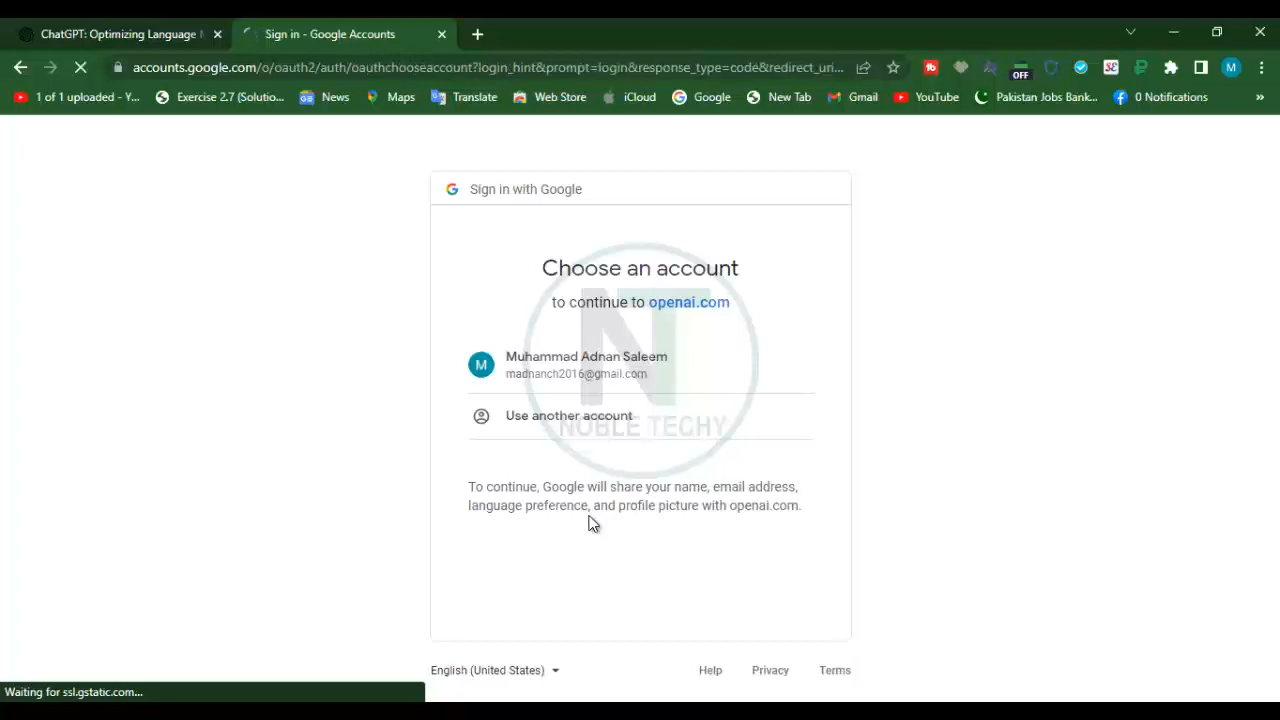 ChatGPT: Optimizing Language
Sign in - Google Accounts
accounts.google.com/o/oauth2/auth/oauthchooseaccount?login_hint&prompt=login&response_type=code&redirect_uri...
OFF
M
1 of 1 uploaded - Y...
Exercise 2.7 (Solutio...
News
Maps
Translate
Web Store
iCloud
Google
New Tab
Gmail
YouTube
Pakistan Jobs Bank...
0 Notifications
»
G Sign in with Google
Choose an account
to continue to openai.com
M
Muhammad Adnan Saleem
madnanch2016@gmail.com
Use another account
NT
NOBLE TECHY
To continue, Google will share your name, email address,
language preference, and profile picture with openai.com.
English (United States)
Help
Privacy
Terms
Waiting for ssl.gstatic.com...